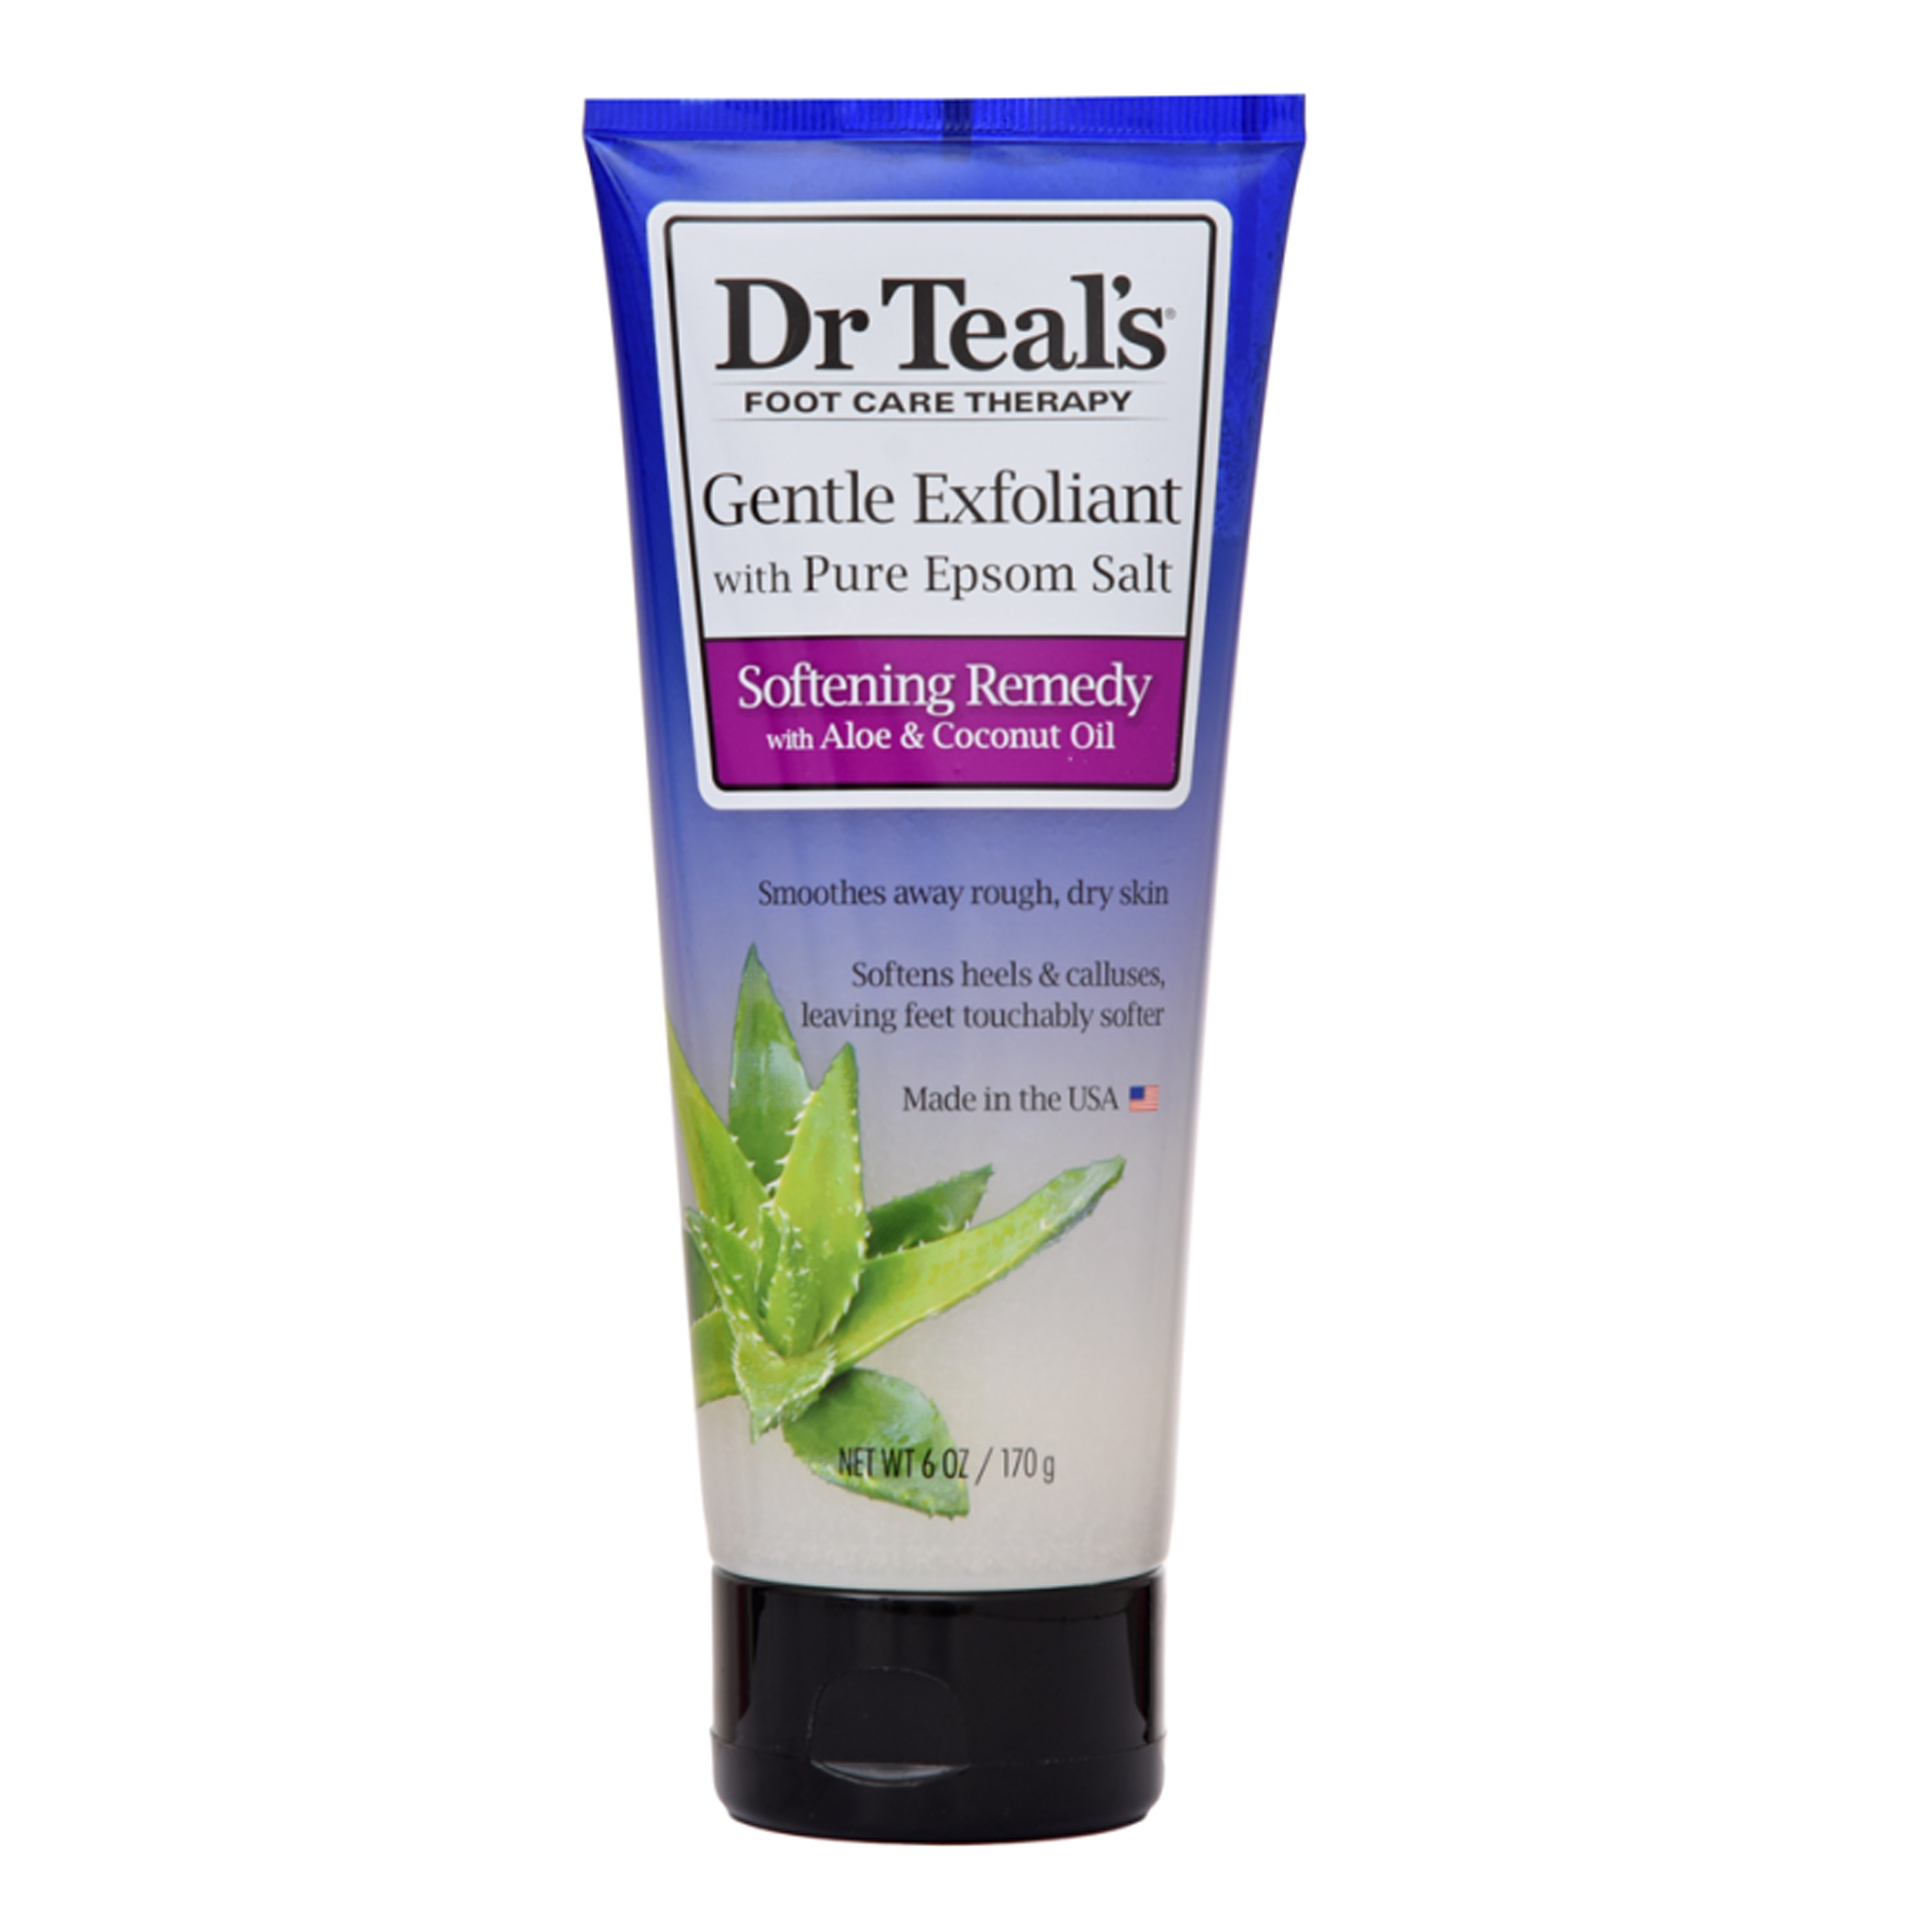 Dr Teal's®
FOOT CARE THERAPY
Gentle Exfoliant
with Pure Epsom Salt
Softening Remedy
with Aloe & Coconut Oil
Smoothes away rough, dry skin
Softens heels & calluses,
leaving feet touchably softer
Made in the USA
NET WT 6 OZ / 170 g